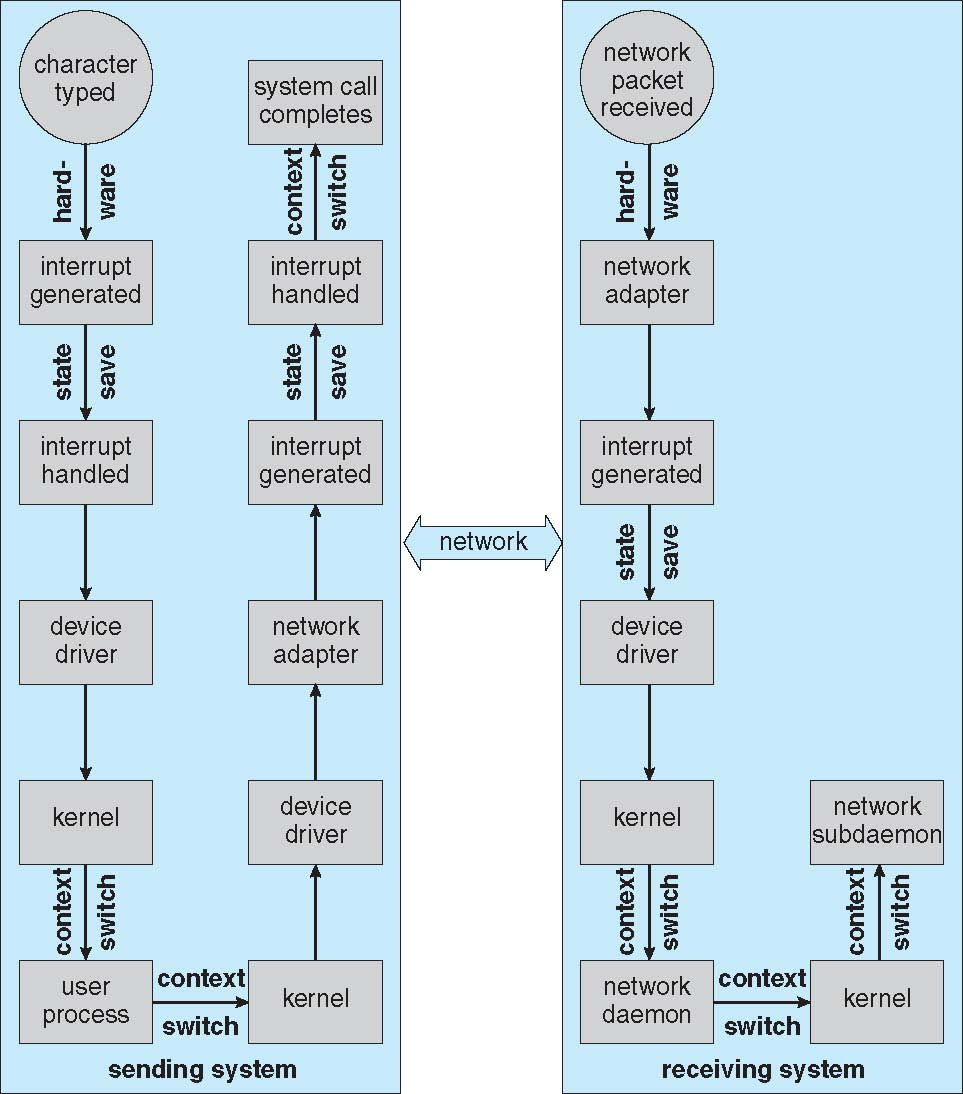 character
typed
hard-
ware
interrupt
generated
state
save
interrupt
handled
device
driver
kernel
context
switch
user
process
context
switch
kernel
device
driver
network
adapter
interrupt
generated
state
save
interrupt
handled
context
switch
system call
completes
sending system
network
network
packet
received
hard-
ware
network
adapter
interrupt
generated
state
save
device
driver
kernel
context
switch
network
daemon
context
switch
kernel
context
switch
network
subdaemon
receiving system